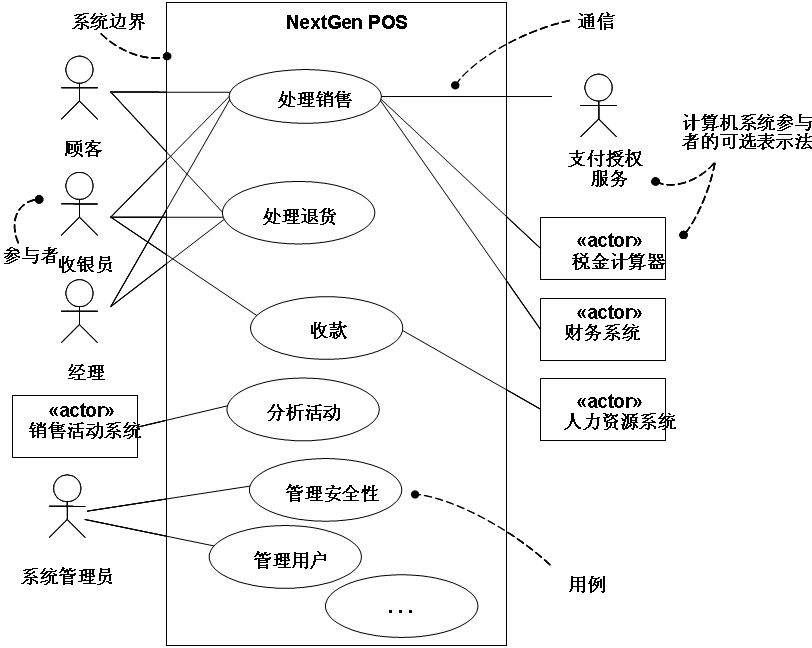 系统边界
NextGen POS
通信
处理销售
顾客
计算机系统参与
者的可选表示法
支付授权
服务
处理退货
参与者
收银员
«actor»
税金计算器
«actor»
财务系统
收款
经理
«actor»
销售活动系统
分析活动
«actor»
人力资源系统
管理安全性
系统管理员
管理用户
用例
...